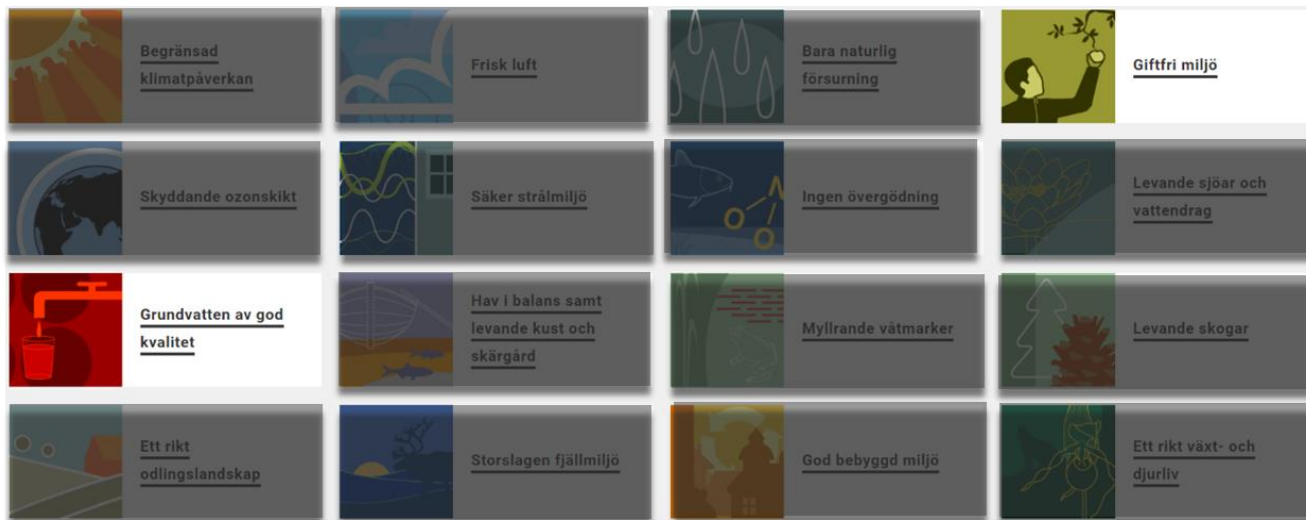 Begränsad
klimatpåverkan
Frisk luft
Bara naturlig
försurning
Giftfri miljö
Skyddande ozonskikt
Säker strålmiljö
Ingen övergödning
Levande sjöar och
vattendrag
Grundvatten av god
kvalitet
Hav i balans samt
levande kust och
skärgård
Myllrande våtmarker
Levande skogar
Ett rikt
odlingslandskap
Storslagen fjällmiljö
God bebyggd miljö
Ett rikt växt- och
djurliv